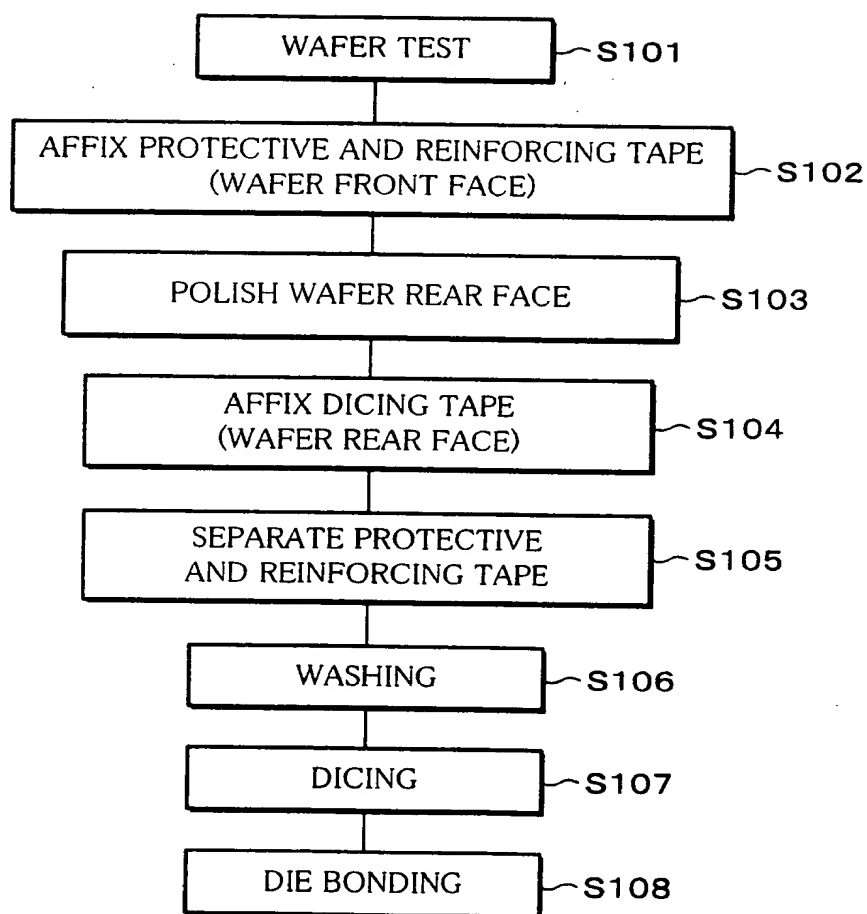 WAFER TEST
S101
AFFIX PROTECTIVE AND REINFORCING TAPE
(WAFER FRONT FACE)
S102
POLISH WAFER REAR FACE
S103
AFFIX DICING TAPE
(WAFER REAR FACE)
S104
SEPARATE PROTECTIVE
AND REINFORCING TAPE
S105
WASHING
S106
DICING
S107
DIE BONDING
S108